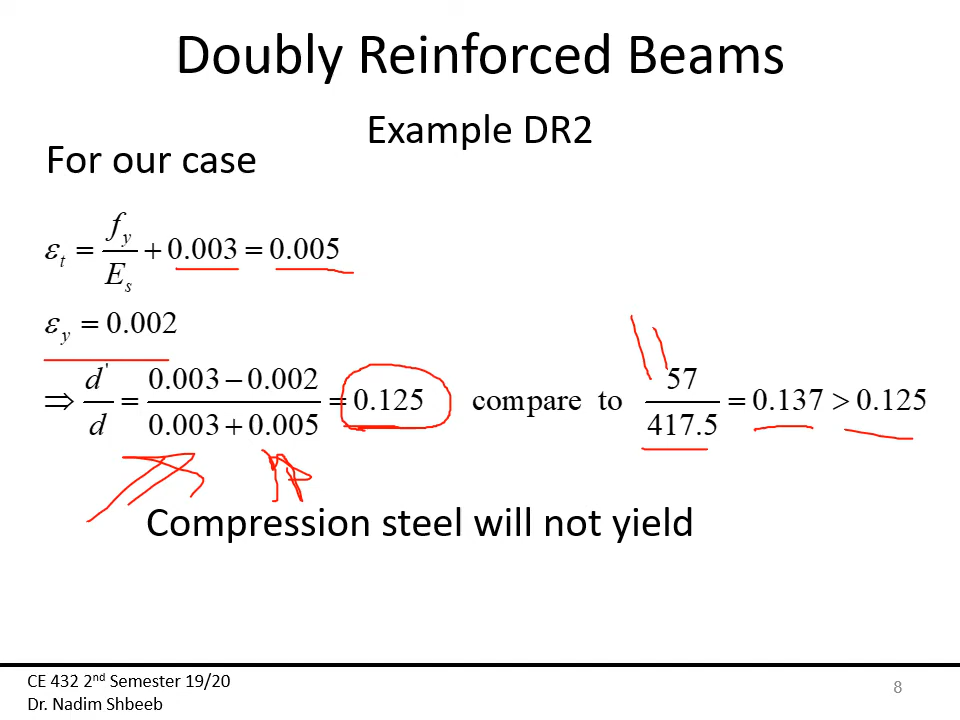 Doubly Reinforced Beams
Example DR2
For our case
ε_t = f_y / E_s + 0.003 = 0.005
ε_y = 0.002
⇒ d' / d = (0.003 − 0.002) / (0.003 + 0.005) = 0.125 compare to 57 / 417.5 = 0.137 > 0.125
Compression steel will not yield
CE 432 2nd Semester 19/20
Dr. Nadim Shbeeb
8